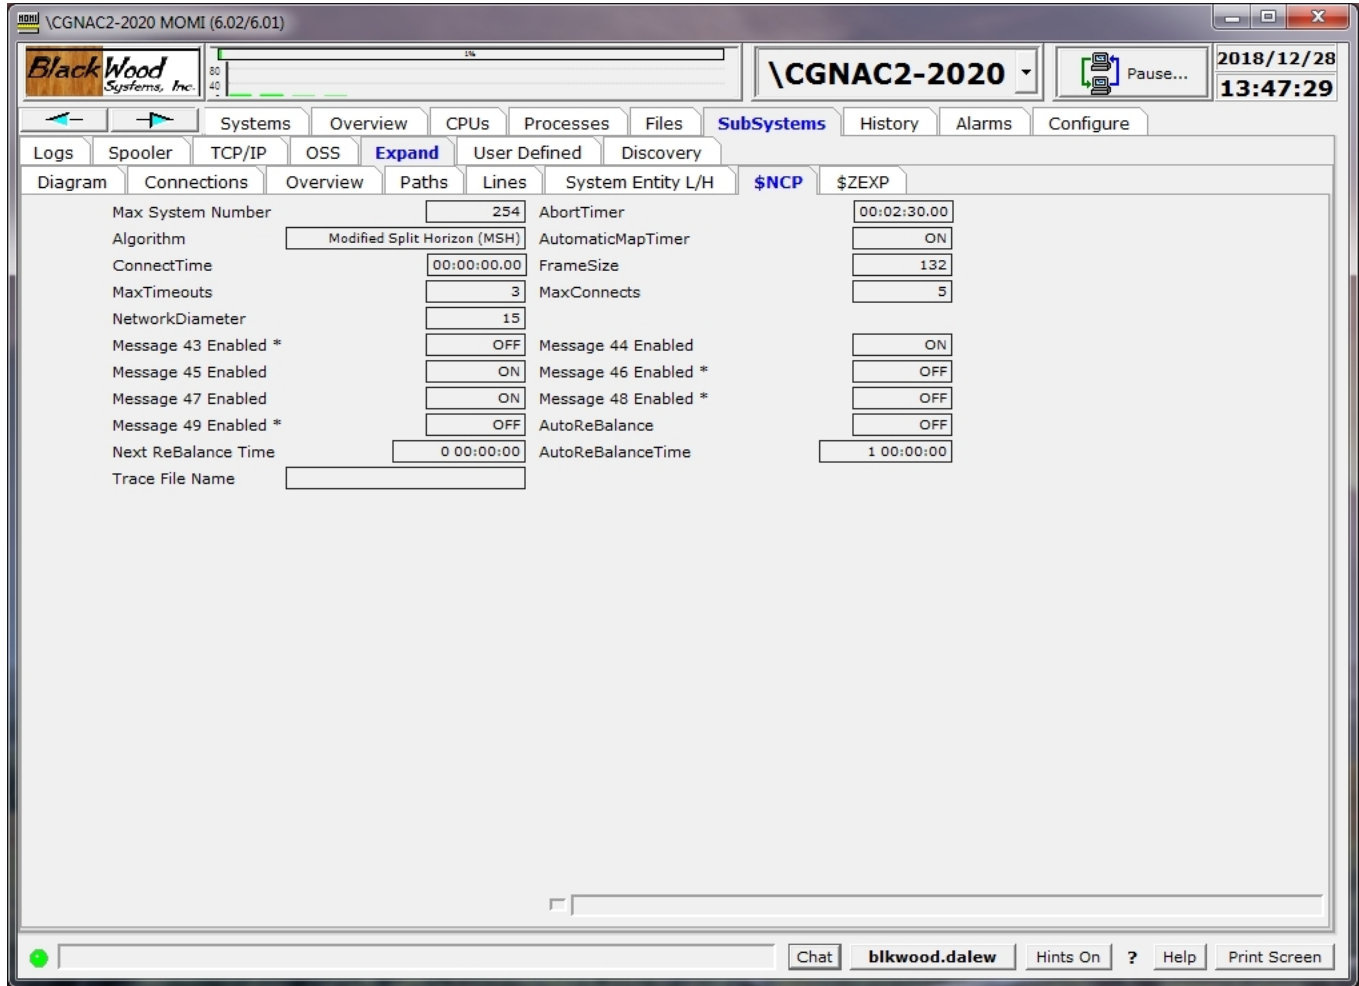 \CGNAC2-2020 MOMI (6.02/6.01)
BlackWood
Systems, Inc.
1%
80
40
\CGNAC2-2020
Pause...
2018/12/28
13:47:29
Systems Overview CPUs Processes Files SubSystems History Alarms Configure
Logs Spooler TCP/IP OSS Expand User Defined Discovery
Diagram Connections Overview Paths Lines System Entity L/H $NCP $ZEXP
Max System Number 254 AbortTimer 00:02:30.00
Algorithm Modified Split Horizon (MSH) AutomaticMapTimer ON
ConnectTime 00:00:00.00 FrameSize 132
MaxTimeouts 3 MaxConnects 5
NetworkDiameter 15
Message 43 Enabled * OFF Message 44 Enabled ON
Message 45 Enabled ON Message 46 Enabled * OFF
Message 47 Enabled ON Message 48 Enabled * OFF
Message 49 Enabled * OFF AutoReBalance OFF
Next ReBalance Time 0 00:00:00 AutoReBalanceTime 1 00:00:00
Trace File Name
Chat blkwood.dalew Hints On ? Help Print Screen